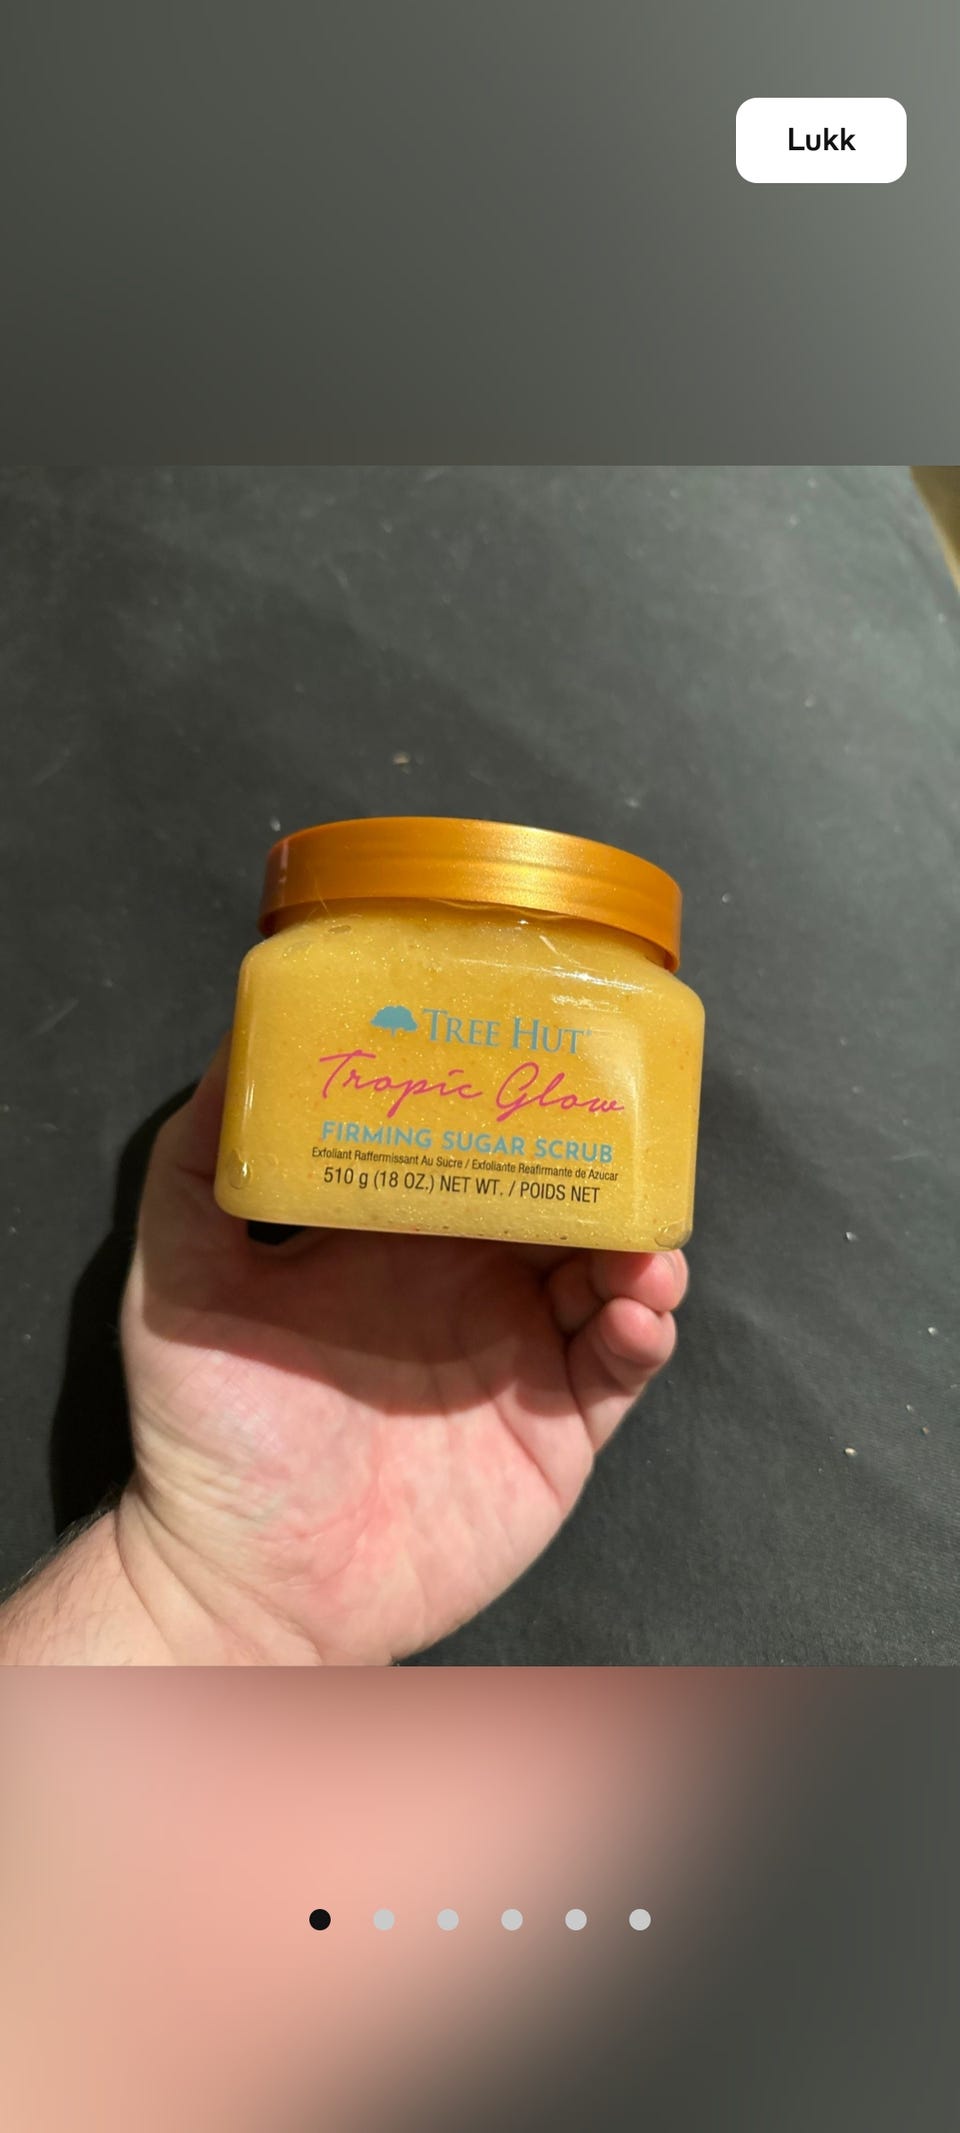 Lukk
TREE HUT®
Tropic Glow
FIRMING SUGAR SCRUB
Exfoliant Raffermissant Au Sucre / Exfoliante Reafirmante de Azucar
510 g (18 OZ.) NET WT. / POIDS NET